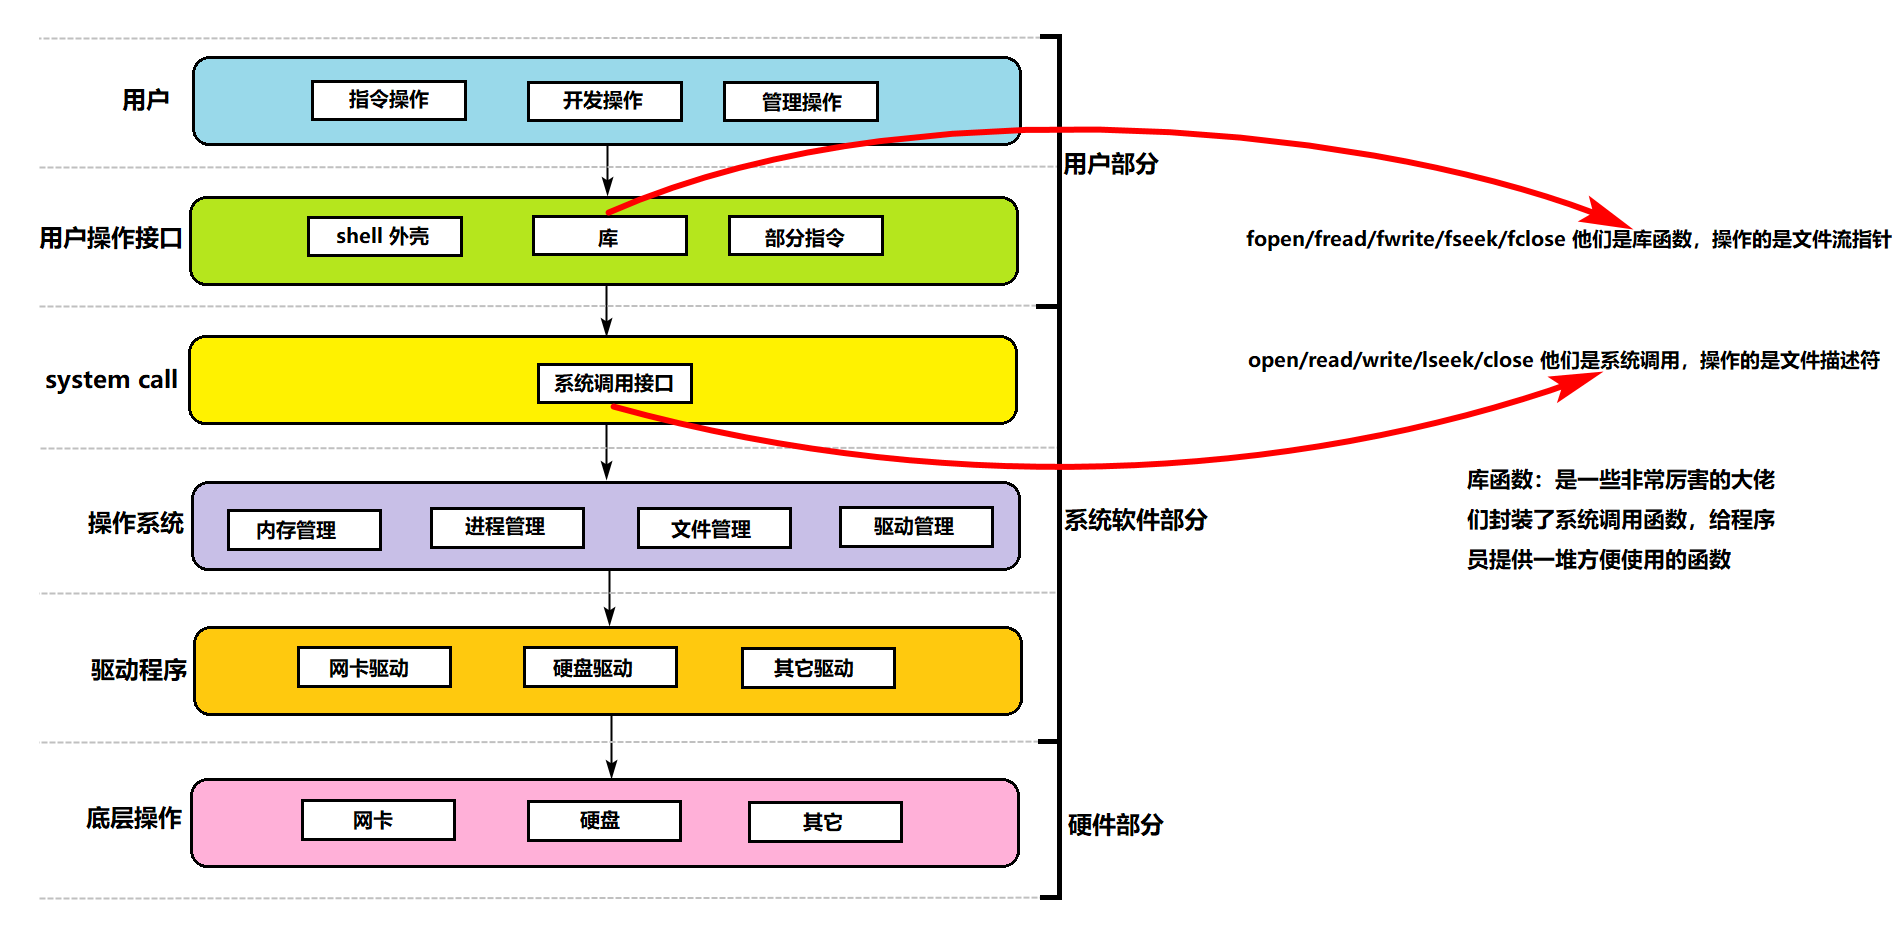 用户
指令操作
开发操作
管理操作
用户部分
用户操作接口
shell 外壳
库
部分指令
fopen/fread/fwrite/fseek/fclose 他们是库函数，操作的是文件流指针
system call
系统调用接口
open/read/write/lseek/close 他们是系统调用，操作的是文件描述符
操作系统
内存管理
进程管理
文件管理
驱动管理
系统软件部分
库函数：是一些非常厉害的大佬
们封装了系统调用函数，给程序
员提供一堆方便使用的函数
驱动程序
网卡驱动
硬盘驱动
其它驱动
底层操作
网卡
硬盘
其它
硬件部分